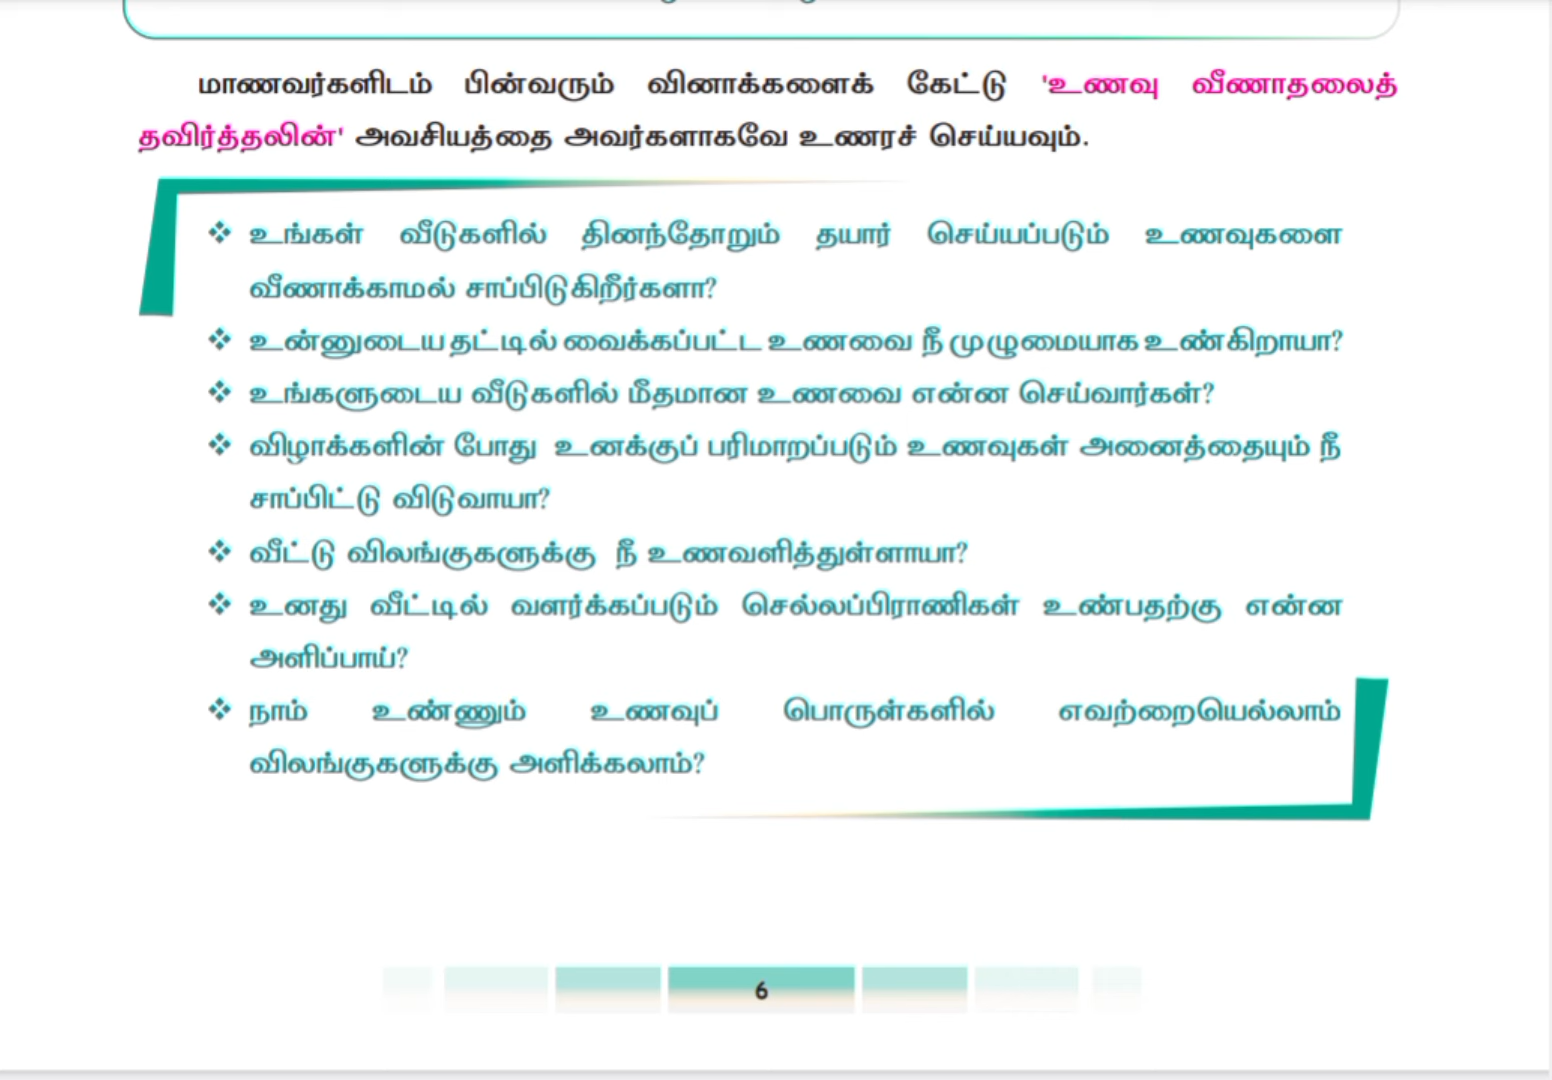 மாணவர்களிடம் பின்வரும் வினாக்களைக் கேட்டு 'உணவு வீணாதலைத்
தவிர்த்தலின்' அவசியத்தை அவர்களாகவே உணரச் செய்யவும்.
❖ உங்கள் வீடுகளில் தினந்தோறும் தயார் செய்யப்படும் உணவுகளை
வீணாக்காமல் சாப்பிடுகிறீர்களா?
❖ உன்னுடைய தட்டில் வைக்கப்பட்ட உணவை நீ முழுமையாக உண்கிறாயா?
❖ உங்களுடைய வீடுகளில் மீதமான உணவை என்ன செய்வார்கள்?
❖ விழாக்களின் போது உனக்குப் பரிமாறப்படும் உணவுகள் அனைத்தையும் நீ
சாப்பிட்டு விடுவாயா?
❖ வீட்டு விலங்குகளுக்கு நீ உணவளித்துள்ளாயா?
❖ உனது வீட்டில் வளர்க்கப்படும் செல்லப்பிராணிகள் உண்பதற்கு என்ன
அளிப்பாய்?
❖ நாம் உண்ணும் உணவுப் பொருள்களில் எவற்றையெல்லாம்
விலங்குகளுக்கு அளிக்கலாம்?
6